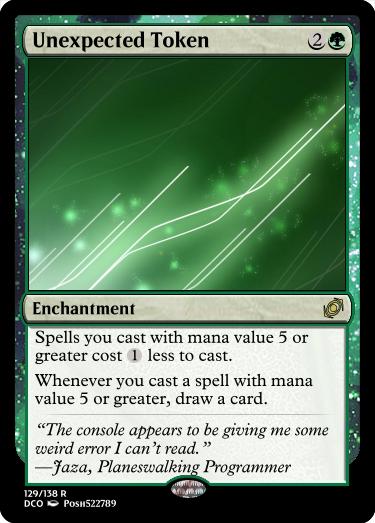 Unexpected Token 2
Enchantment
Spells you cast with mana value 5 or
greater cost 1 less to cast.
Whenever you cast a spell with mana
value 5 or greater, draw a card.
“The console appears to be giving me some
weird error I can't read.”
—Jaza, Planeswalking Programmer
129/138 R
DCO Posh522789